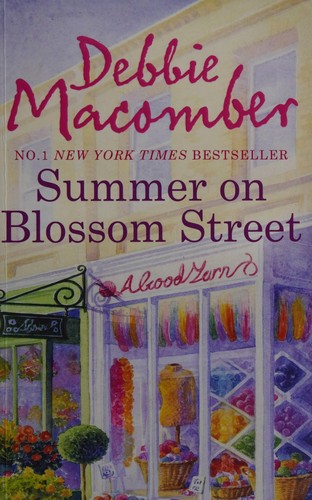 Debbie
Macomber
NO.1 NEW YORK TIMES BESTSELLER
Summer on
Blossom Street
A Good Yarn